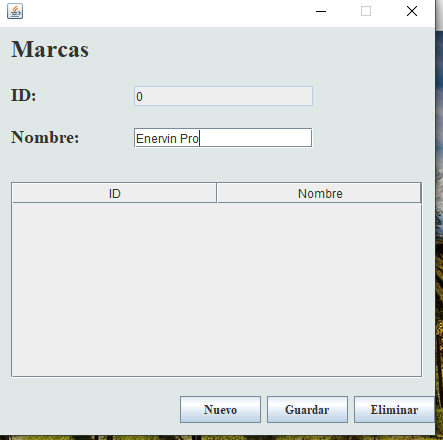 Marcas
ID: 0
Nombre: Enervin Pro
ID Nombre
Nuevo Guardar Eliminar